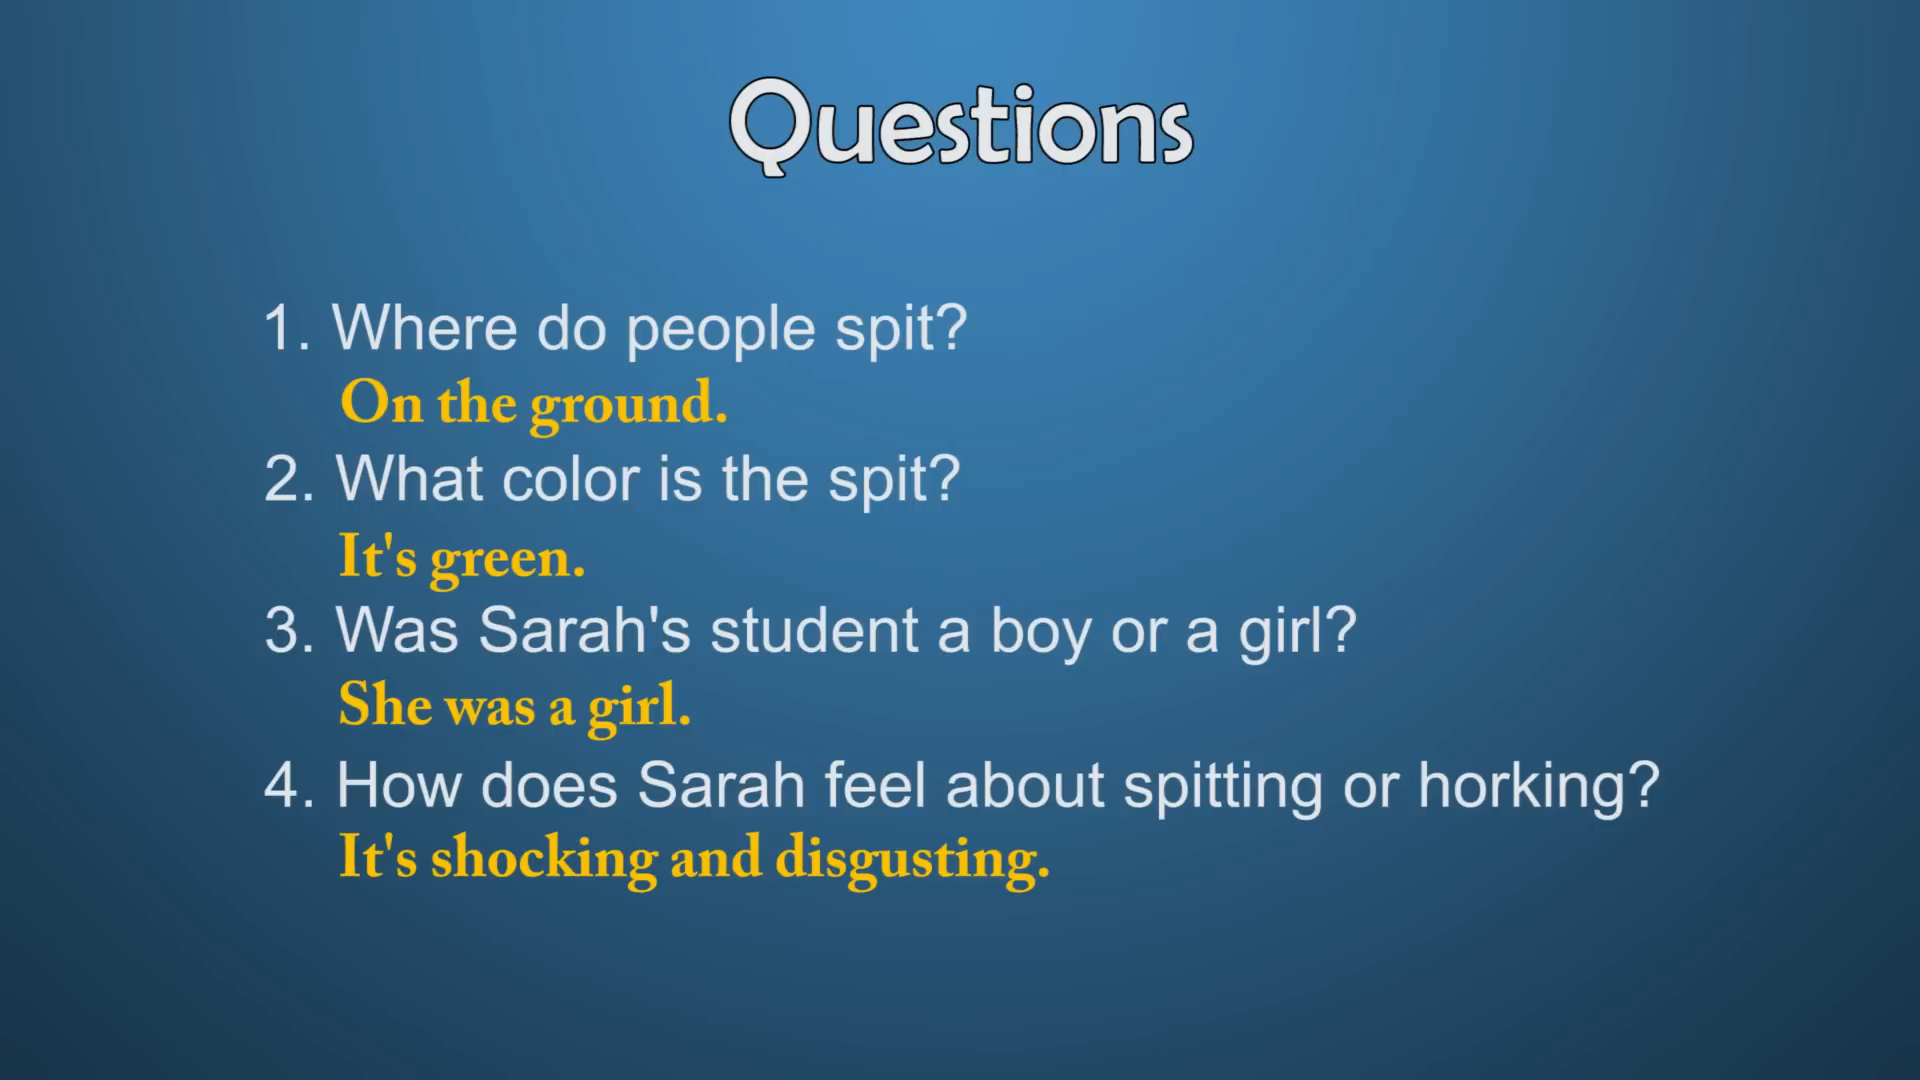 Questions
1. Where do people spit?
On the ground.
2. What color is the spit?
It's green.
3. Was Sarah's student a boy or a girl?
She was a girl.
4. How does Sarah feel about spitting or horking?
It's shocking and disgusting.